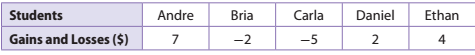 Students Andre Bria Carla Daniel Ethan
Gains and Losses ($) 7 −2 −5 2 4